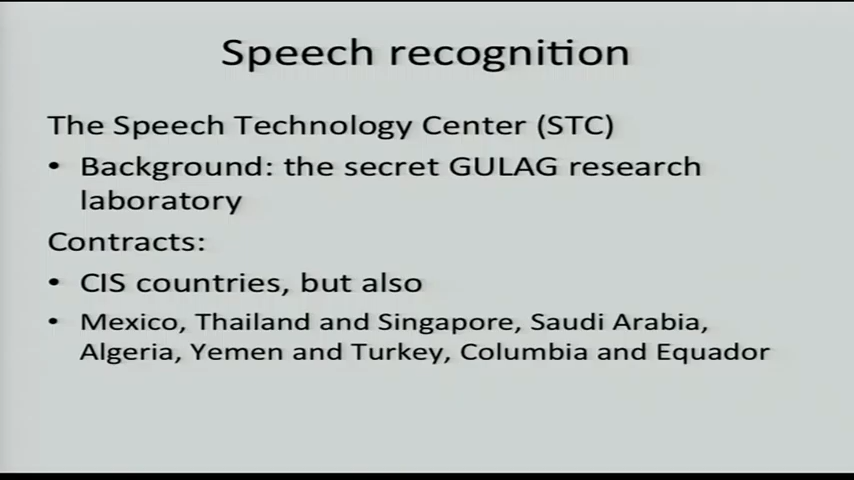 Speech recognition
The Speech Technology Center (STC)
• Background: the secret GULAG research
laboratory
Contracts:
• CIS countries, but also
• Mexico, Thailand and Singapore, Saudi Arabia,
Algeria, Yemen and Turkey, Columbia and Equador